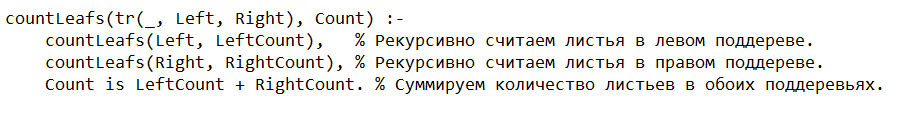 countLeafs(tr(_, Left, Right), Count) :-
    countLeafs(Left, LeftCount),   % Рекурсивно считаем листья в левом поддереве.
    countLeafs(Right, RightCount), % Рекурсивно считаем листья в правом поддереве.
    Count is LeftCount + RightCount. % Суммируем количество листьев в обоих поддеревьях.